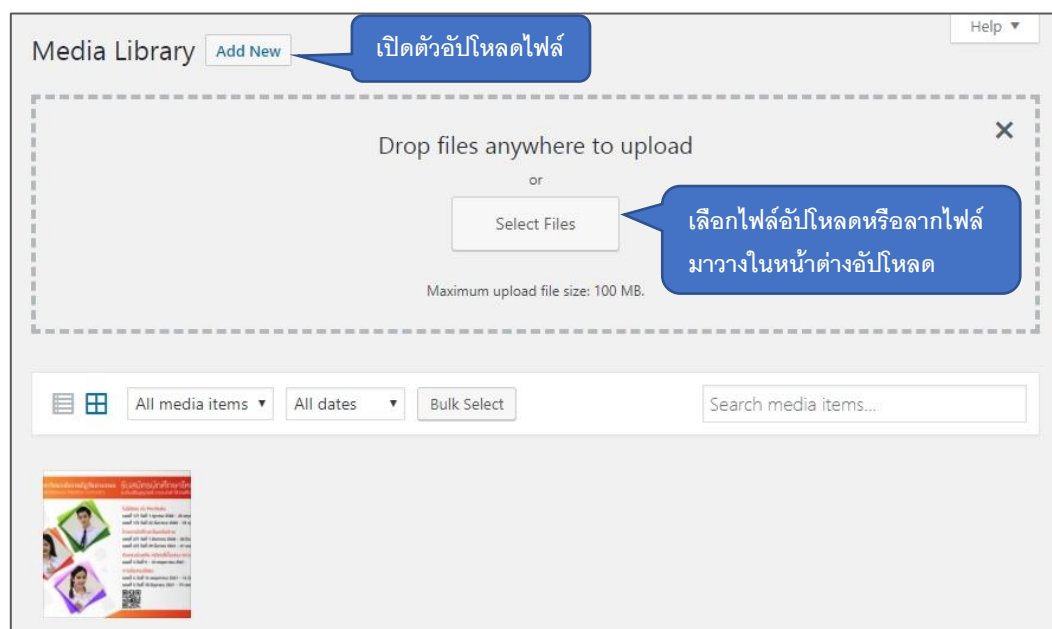 Help ▼
Media Library Add New
เปิดตัวอัปโหลดไฟล์
Drop files anywhere to upload
or
Select Files
เลือกไฟล์อัปโหลดหรือลากไฟล์
มาวางในหน้าต่างอัปโหลด
Maximum upload file size: 100 MB.
All media items ▼ All dates ▼ Bulk Select Search media items...